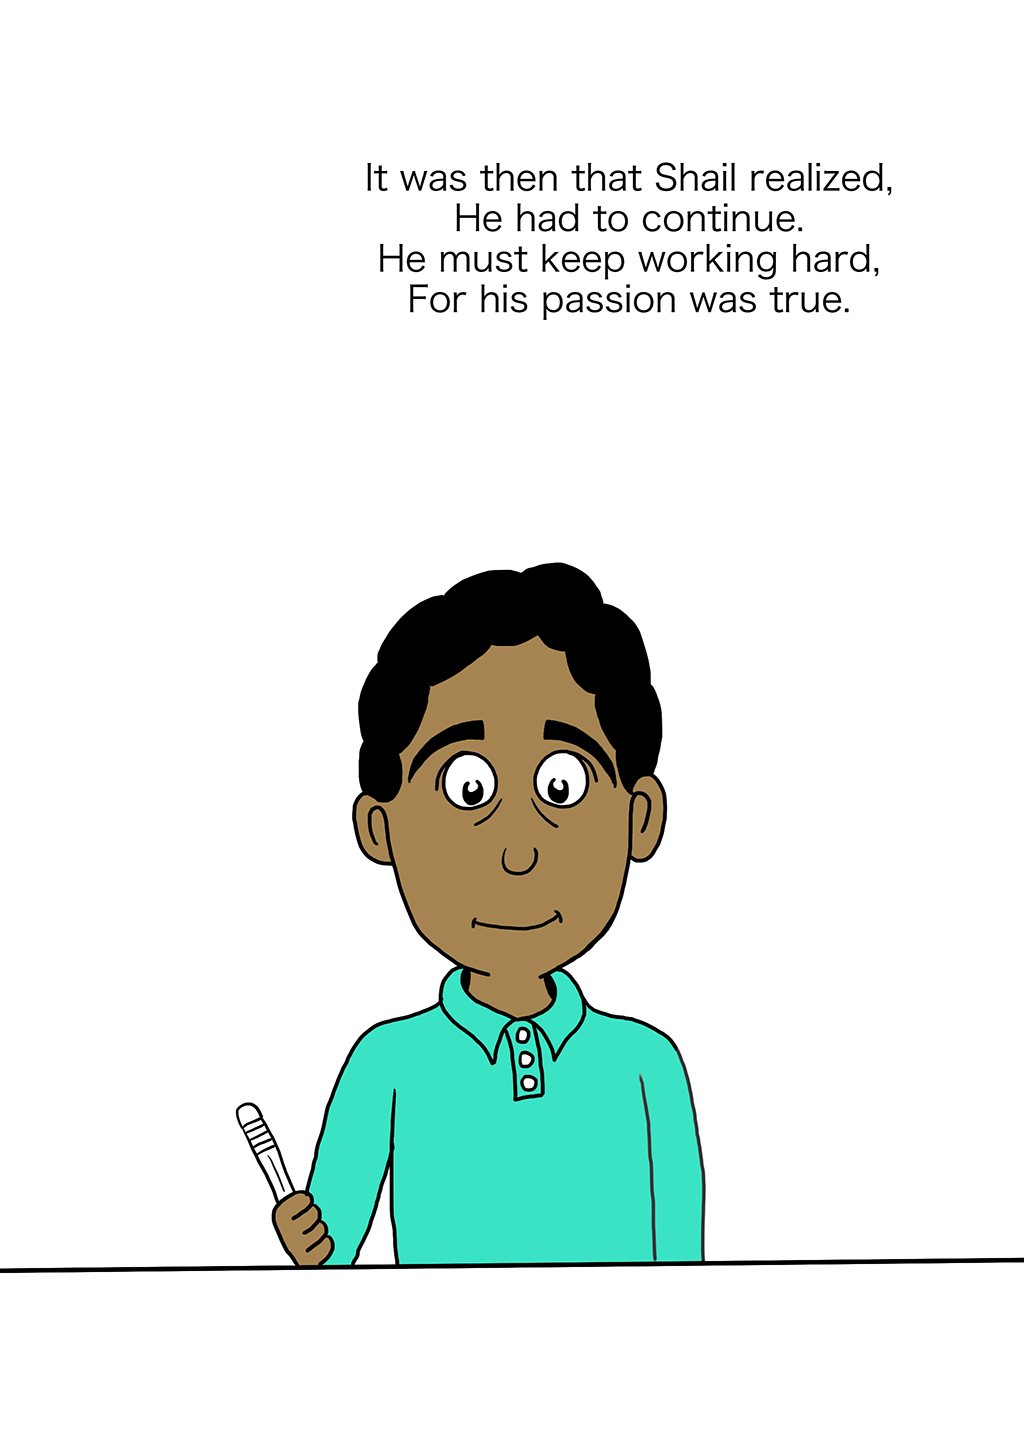 It was then that Shail realized,
He had to continue.
He must keep working hard,
For his passion was true.